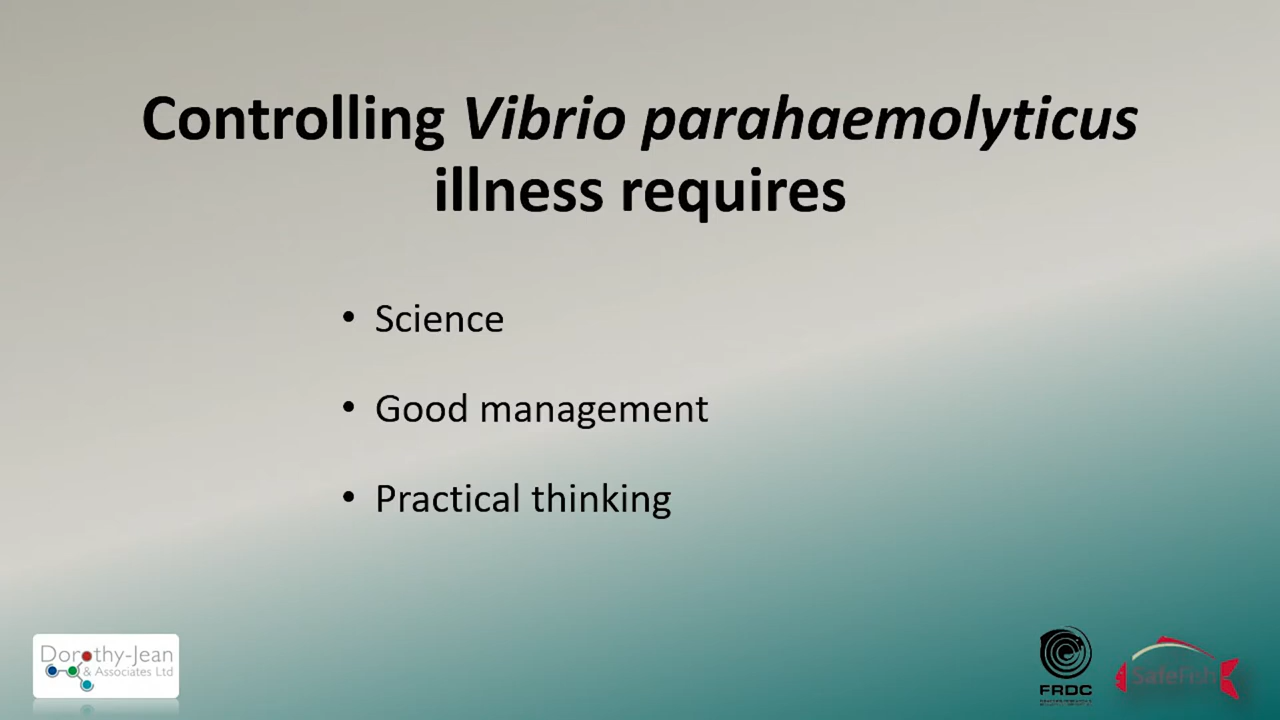 Controlling Vibrio parahaemolyticus
illness requires
• Science
• Good management
• Practical thinking
Dorothy-Jean
& Associates Ltd
FRDC
SafeFish